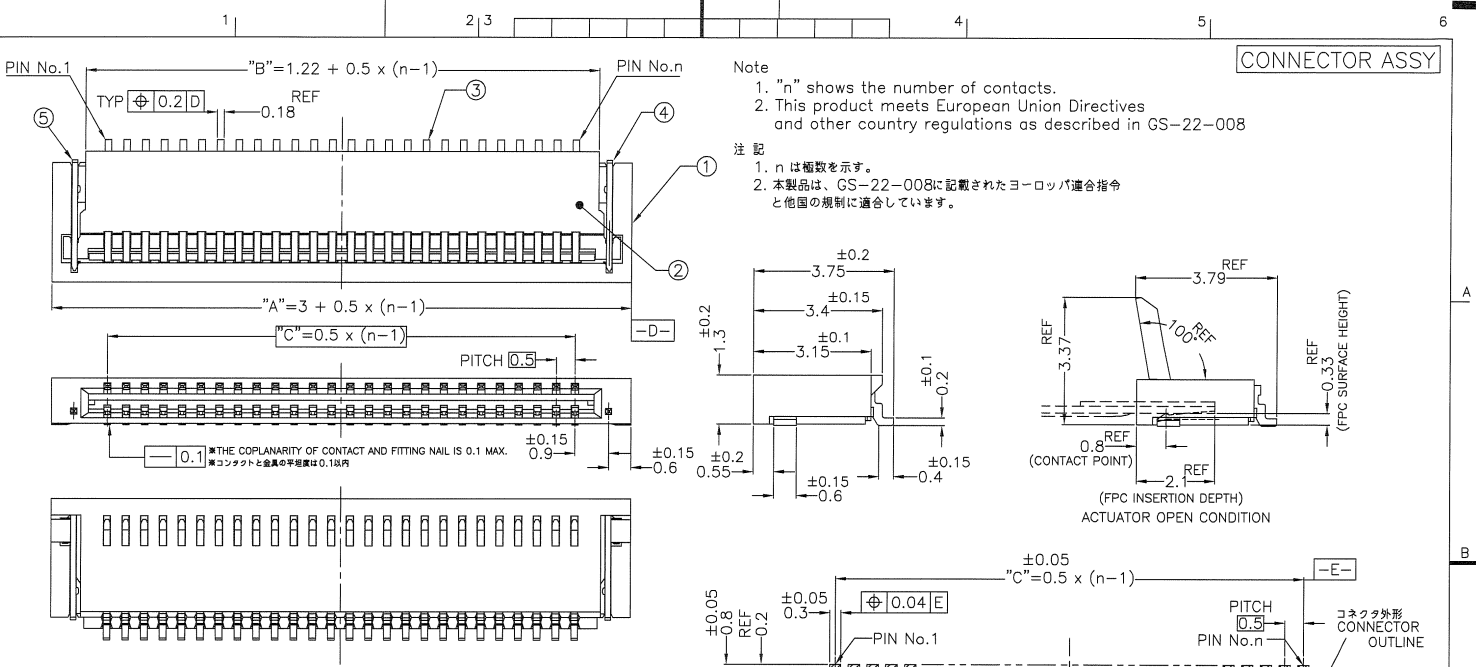 1
2
3
4
5
6
CONNECTOR ASSY
PIN No.1
"B"=1.22 + 0.5 x (n-1)
PIN No.n
TYP ⌖ 0.2 D
REF
0.18
③
⑤
④
①
②
"A"=3 + 0.5 x (n-1)
-D-
Note
1. "n" shows the number of contacts.
2. This product meets European Union Directives
and other country regulations as described in GS-22-008
注 記
1. n は極数を示す。
2. 本製品は、GS-22-008に記載されたヨーロッパ連合指令
と他国の規制に適合しています。
A
"C"=0.5 x (n-1)
PITCH 0.5
— 0.1
※THE COPLANARITY OF CONTACT AND FITTING NAIL IS 0.1 MAX.
※コンタクトと金具の平坦度は0.1以内
±0.15
0.9
±0.15
0.6
±0.2
3.75
±0.15
3.4
±0.1
3.15
±0.2
1.3
±0.1
0.2
±0.2
0.55
±0.15
0.6
±0.15
0.4
REF
3.79
REF
3.37
REF
100°
REF
0.33
(FPC SURFACE HEIGHT)
REF
0.8
(CONTACT POINT)
REF
2.1
(FPC INSERTION DEPTH)
ACTUATOR OPEN CONDITION
B
±0.05
"C"=0.5 x (n-1)
-E-
±0.05
0.8
REF
0.2
±0.05
0.3
⌖ 0.04 E
PIN No.1
PITCH
0.5
PIN No.n
コネクタ外形
CONNECTOR
OUTLINE